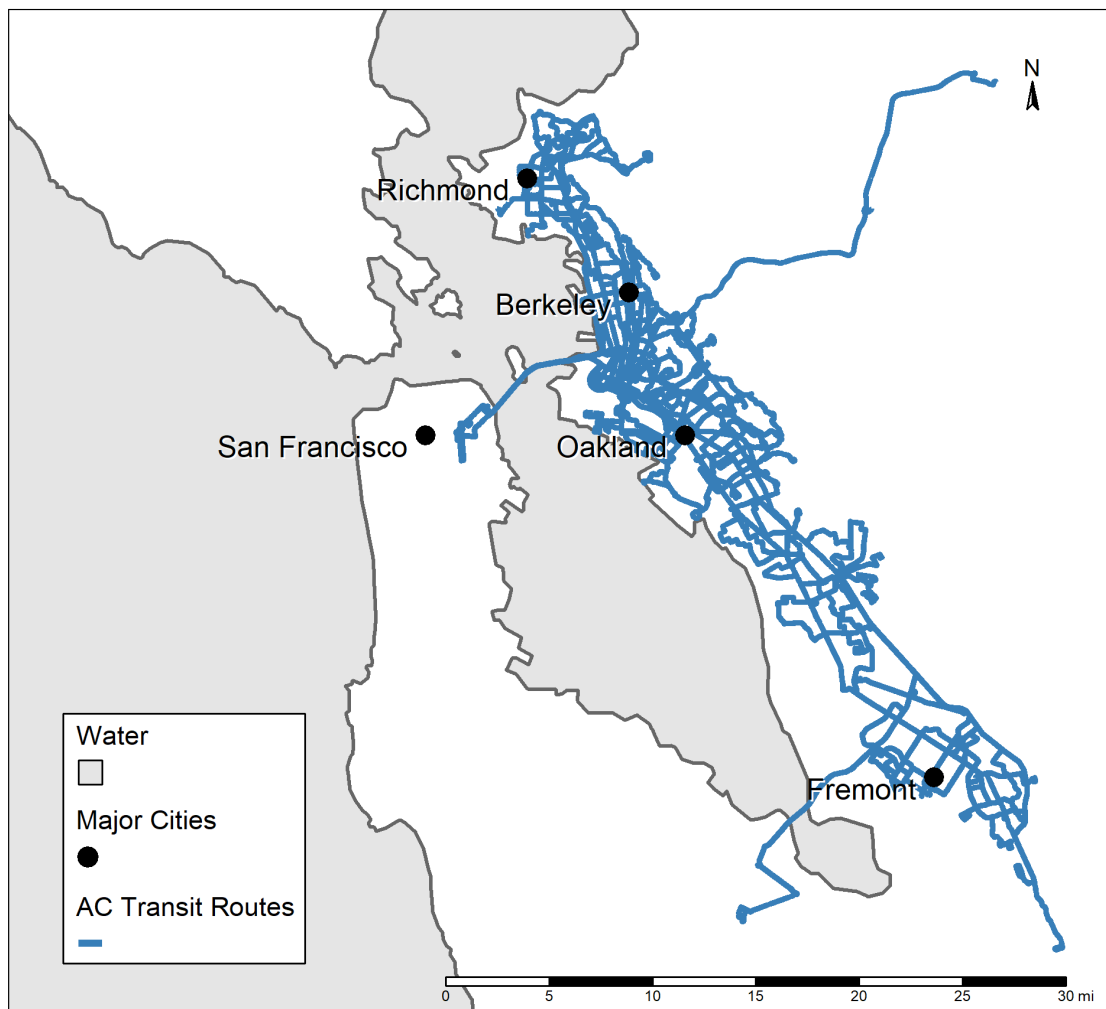 N
Richmond
Berkeley
San Francisco
Oakland
Fremont
Water
Major Cities
AC Transit Routes
0 5 10 15 20 25 30 mi